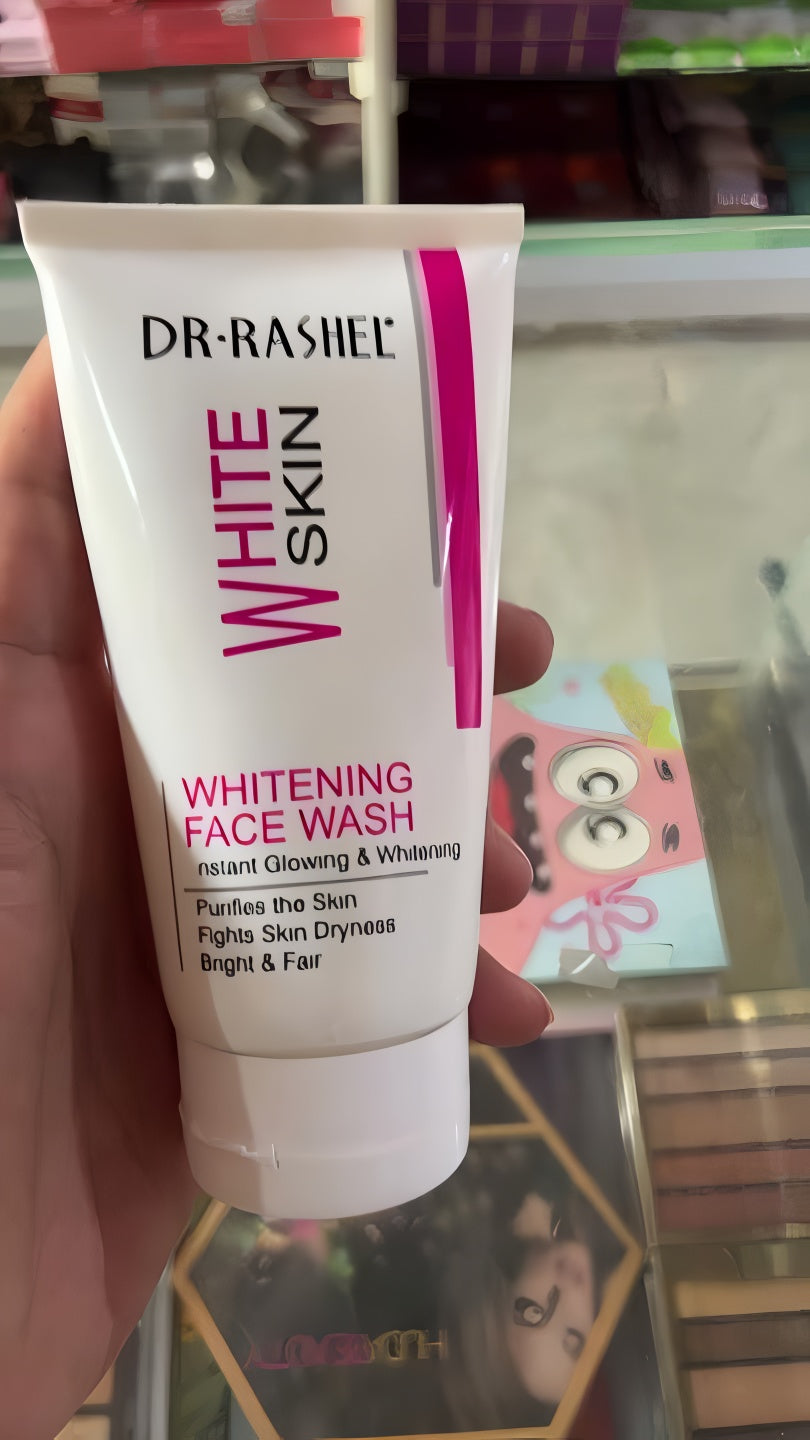 DR·RASHEL
WHITE
SKIN
WHITENING
FACE WASH
nstant Glowing & Whitening
Purifies the Skin
Fights Skin Dryness
Bright & Fair